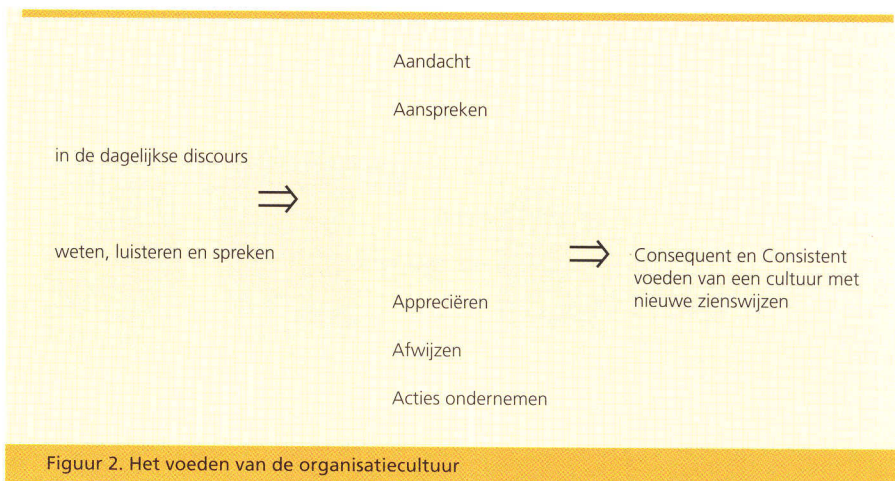 Aandacht
Aanspreken
in de dagelijkse discours
weten, luisteren en spreken
Consequent en Consistent
voeden van een cultuur met
nieuwe zienswijzen
Appreciëren
Afwijzen
Acties ondernemen
Figuur 2. Het voeden van de organisatiecultuur